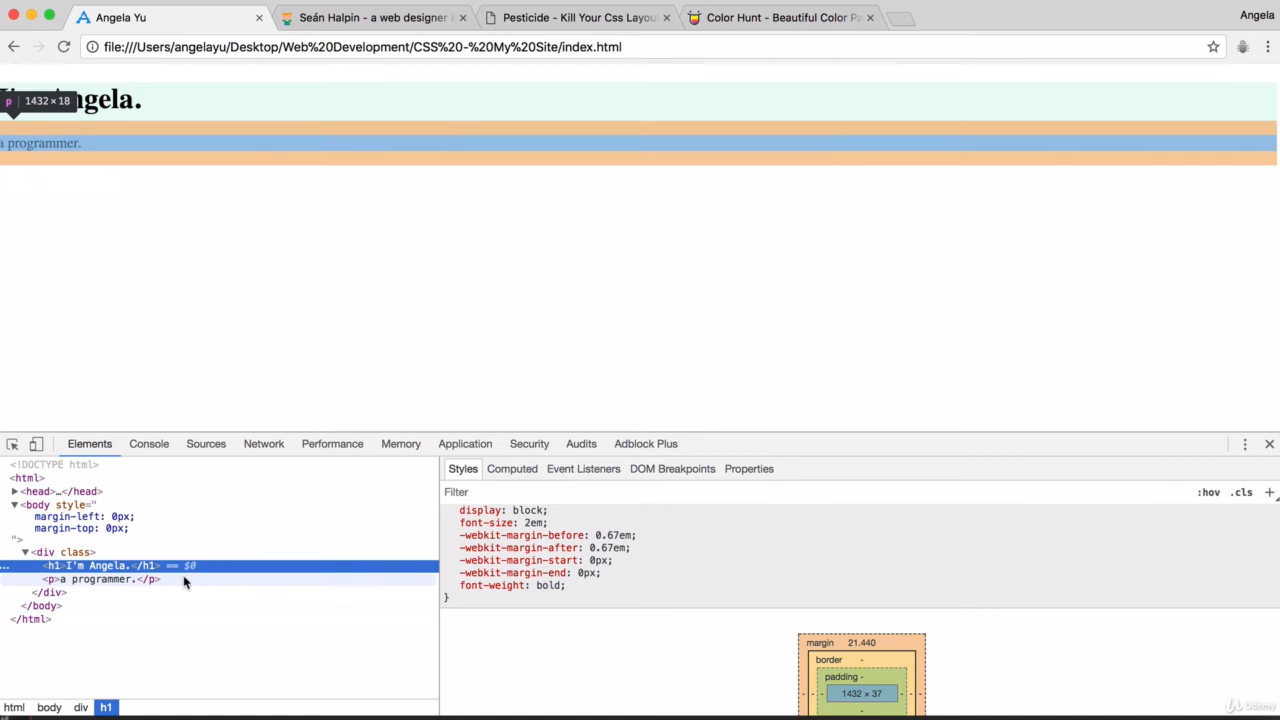 Angela Yu
Seán Halpin - a web designer
Pesticide - Kill Your Css Layou
Color Hunt - Beautiful Color Pa
Angela
file:///Users/angelayu/Desktop/Web%20Development/CSS%20-%20My%20Site/index.html
ngela.
p 1432 × 18
a programmer.
Elements Console Sources Network Performance Memory Application Security Audits Adblock Plus
<!DOCTYPE html>
<html>
▶<head>…</head>
▼<body style="
margin-left: 0px;
margin-top: 0px;
">
▼<div class>
... <h1>I'm Angela.</h1> == $0
<p>a programmer.</p>
</div>
</body>
</html>
html body div h1
Styles Computed Event Listeners DOM Breakpoints Properties
Filter :hov .cls +
display: block;
font-size: 2em;
-webkit-margin-before: 0.67em;
-webkit-margin-after: 0.67em;
-webkit-margin-start: 0px;
-webkit-margin-end: 0px;
font-weight: bold;
}
margin 21.440
border -
padding -
- - - 1432 × 37 - - -
-
Udemy